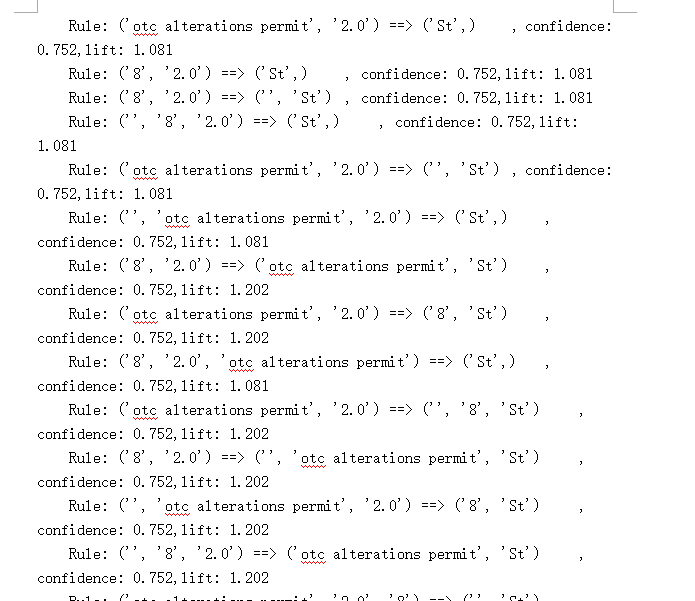 Rule: ('otc alterations permit', '2.0') ==> ('St',)    , confidence:
0.752,lift: 1.081
Rule: ('8', '2.0') ==> ('St',)    , confidence: 0.752,lift: 1.081
Rule: ('8', '2.0') ==> ('', 'St') , confidence: 0.752,lift: 1.081
Rule: ('', '8', '2.0') ==> ('St',)    , confidence: 0.752,lift:
1.081
Rule: ('otc alterations permit', '2.0') ==> ('', 'St') , confidence:
0.752,lift: 1.081
Rule: ('', 'otc alterations permit', '2.0') ==> ('St',)    ,
confidence: 0.752,lift: 1.081
Rule: ('8', '2.0') ==> ('otc alterations permit', 'St')    ,
confidence: 0.752,lift: 1.202
Rule: ('otc alterations permit', '2.0') ==> ('8', 'St')    ,
confidence: 0.752,lift: 1.202
Rule: ('8', '2.0', 'otc alterations permit') ==> ('St',)    ,
confidence: 0.752,lift: 1.081
Rule: ('otc alterations permit', '2.0') ==> ('', '8', 'St')    ,
confidence: 0.752,lift: 1.202
Rule: ('8', '2.0') ==> ('', 'otc alterations permit', 'St')    ,
confidence: 0.752,lift: 1.202
Rule: ('', 'otc alterations permit', '2.0') ==> ('8', 'St')    ,
confidence: 0.752,lift: 1.202
Rule: ('', '8', '2.0') ==> ('otc alterations permit', 'St')    ,
confidence: 0.752,lift: 1.202
Rule: ('otc alterations permit', '2.0', '8') ==> ('', 'St')